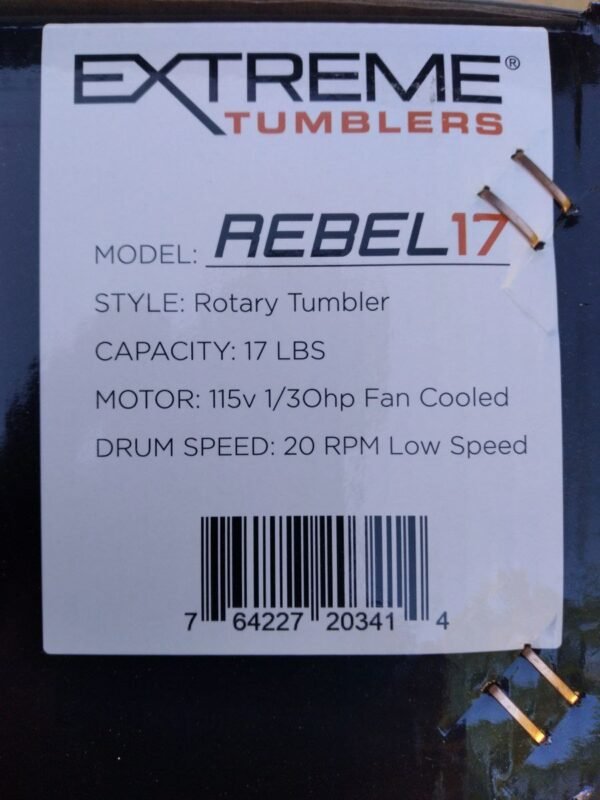 EXTREME®
TUMBLERS
MODEL: REBEL17
STYLE: Rotary Tumbler
CAPACITY: 17 LBS
MOTOR: 115v 1/30hp Fan Cooled
DRUM SPEED: 20 RPM Low Speed
7 64227 20341 4